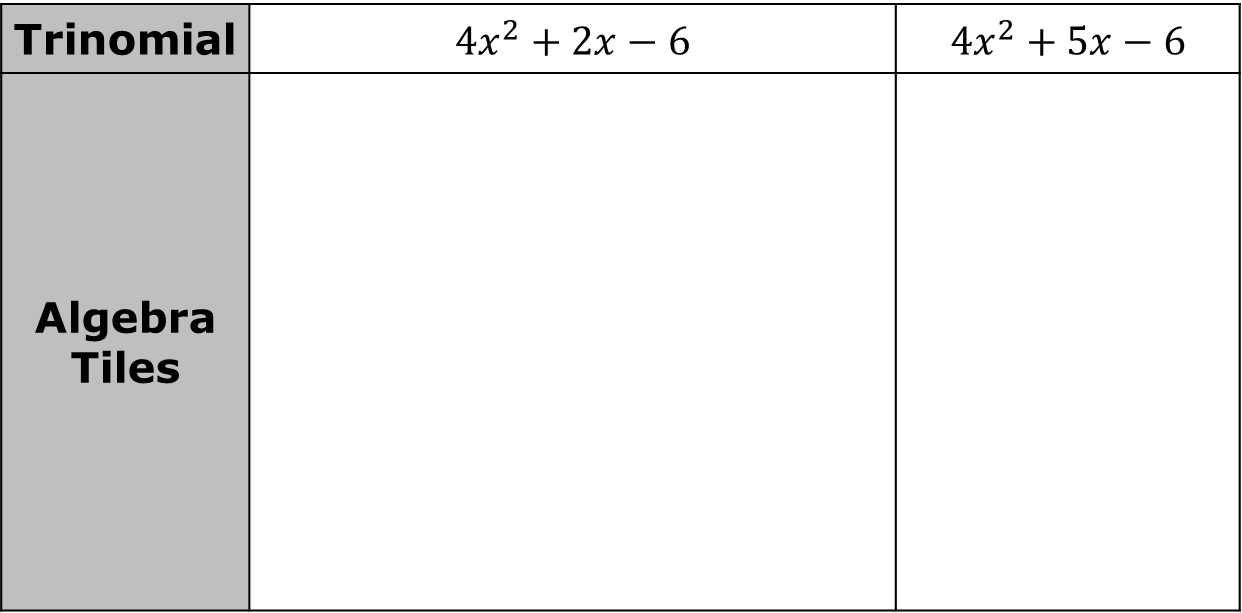 Trinomial
4x² + 2x − 6
4x² + 5x − 6
Algebra
Tiles